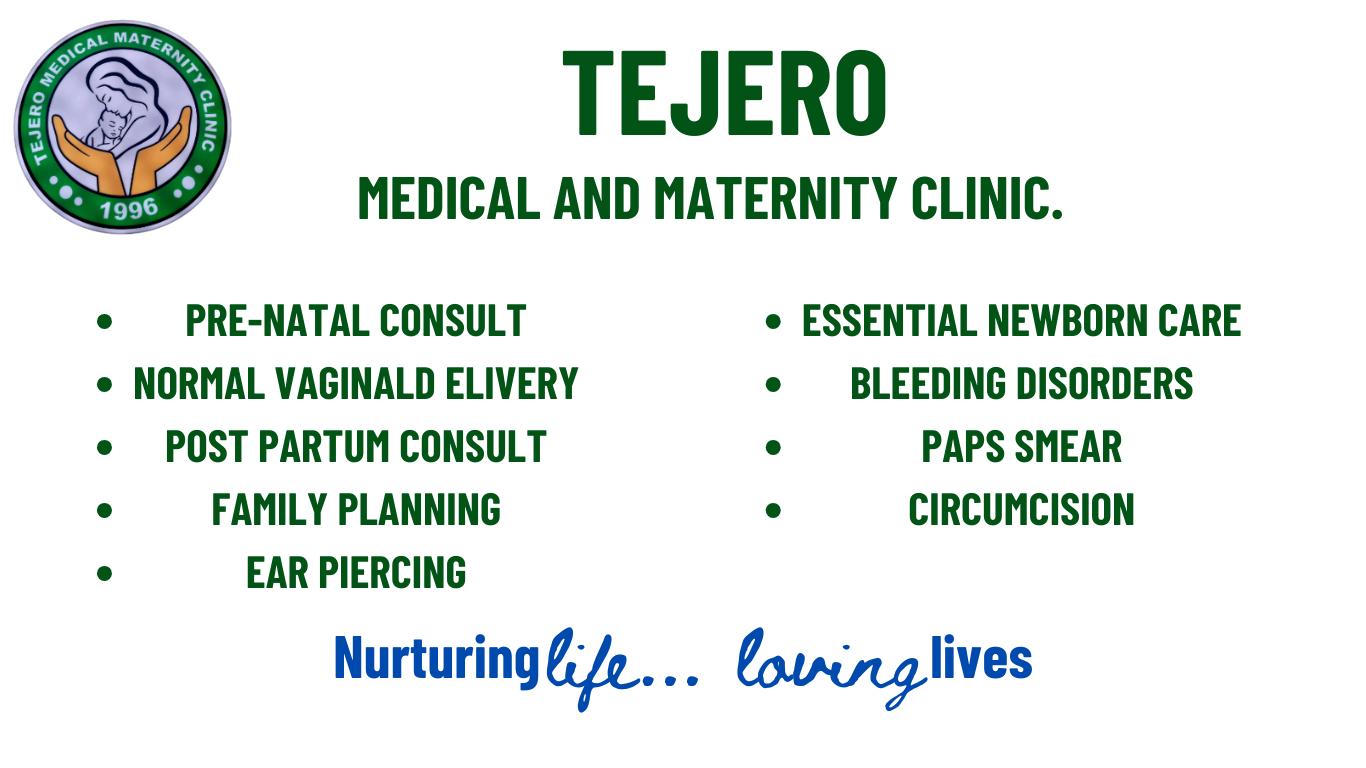 TEJERO MEDICAL MATERNITY CLINIC
1996
TEJERO
MEDICAL AND MATERNITY CLINIC.
• PRE-NATAL CONSULT
• NORMAL VAGINALD ELIVERY
• POST PARTUM CONSULT
• FAMILY PLANNING
• EAR PIERCING
• ESSENTIAL NEWBORN CARE
• BLEEDING DISORDERS
• PAPS SMEAR
• CIRCUMCISION
Nurturing life... loving lives